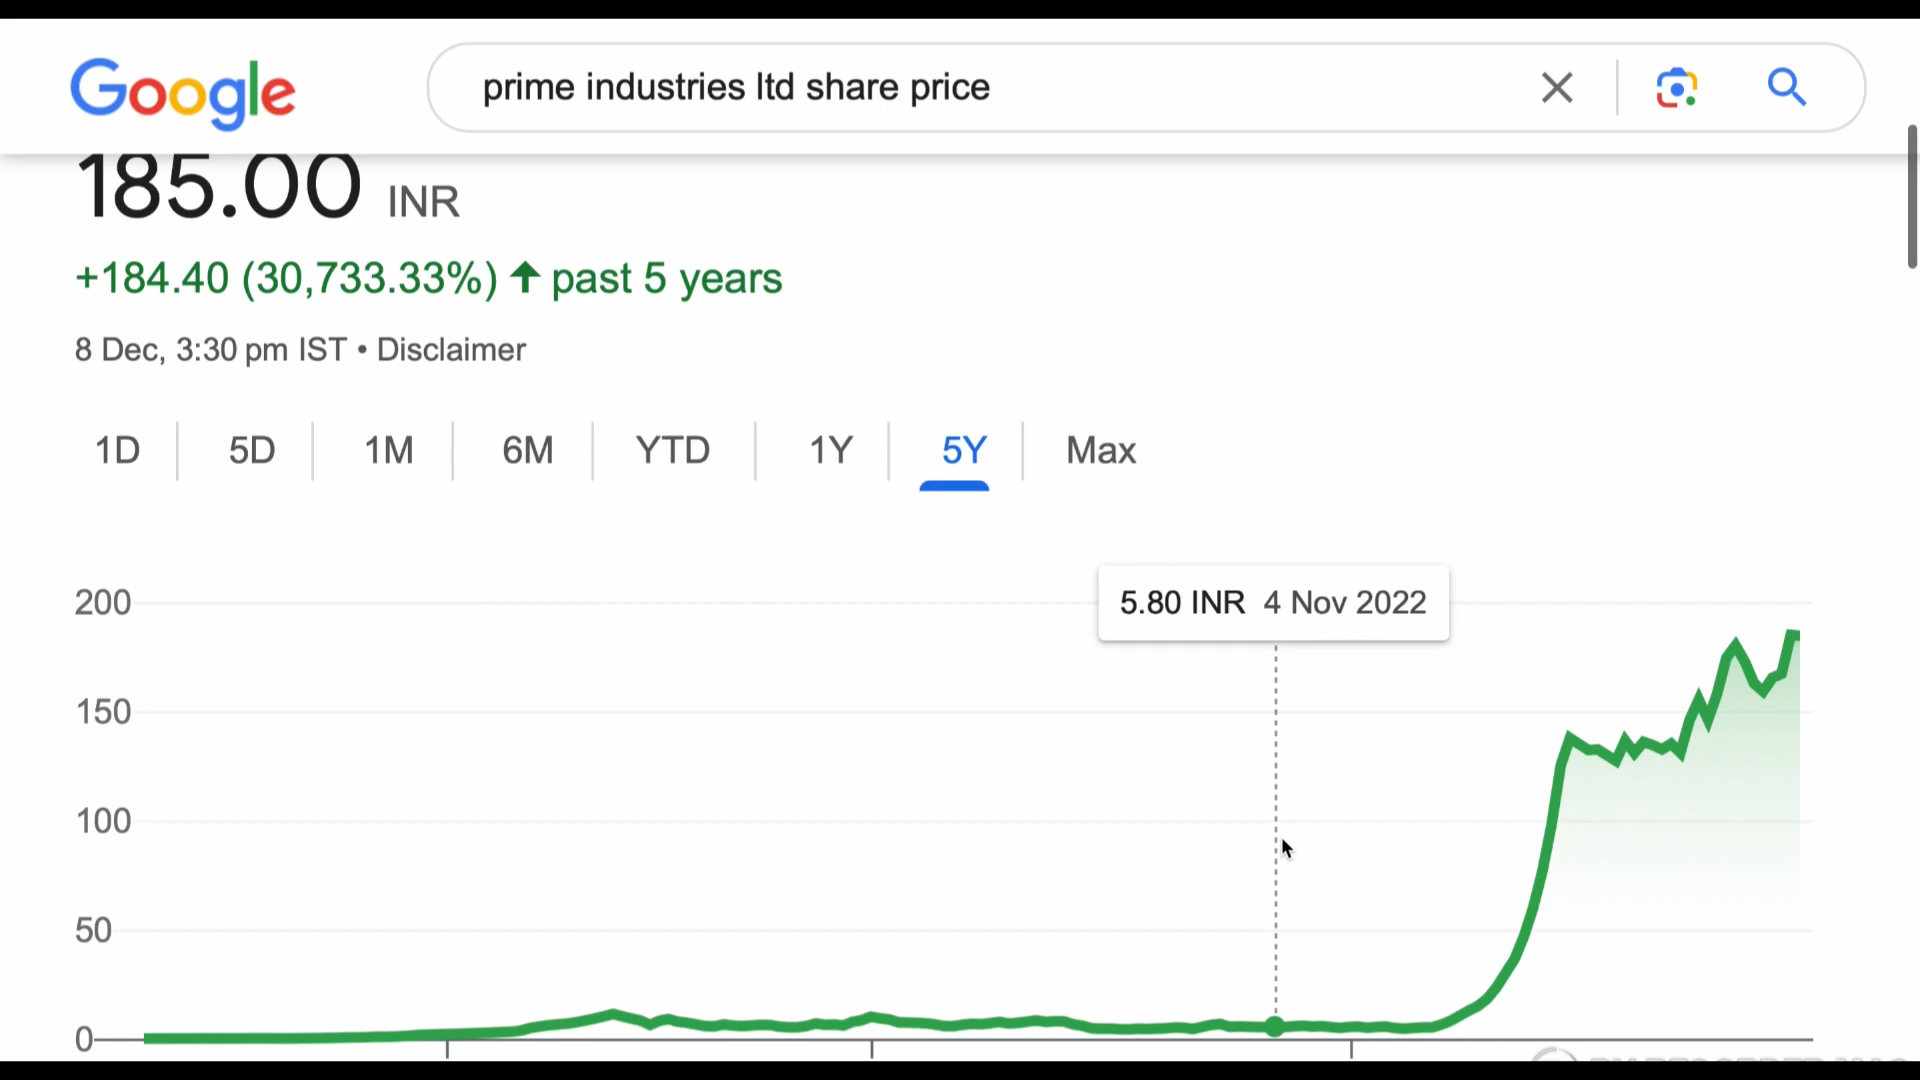 Google
prime industries ltd share price
185.00 INR
+184.40 (30,733.33%) ↑ past 5 years
8 Dec, 3:30 pm IST • Disclaimer
1D 5D 1M 6M YTD 1Y 5Y Max
5.80 INR 4 Nov 2022
200
150
100
50
0